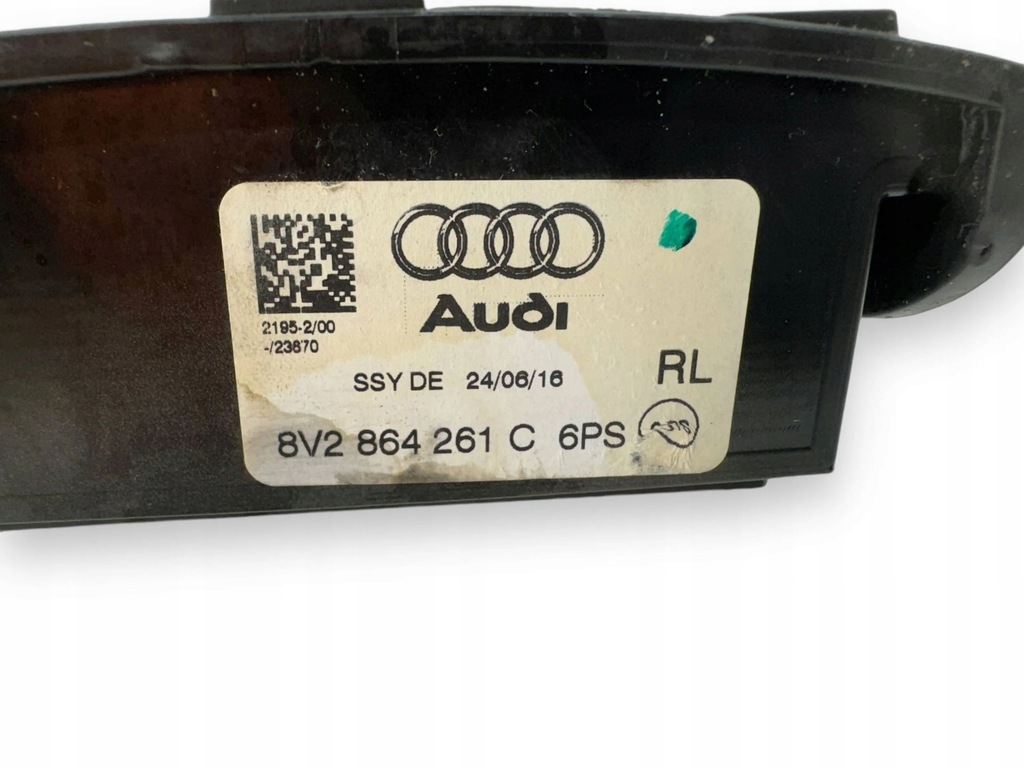 2195-2/00
-/23670
Audi
SSY DE 24/06/16
RL
8V2 864 261 C 6PS